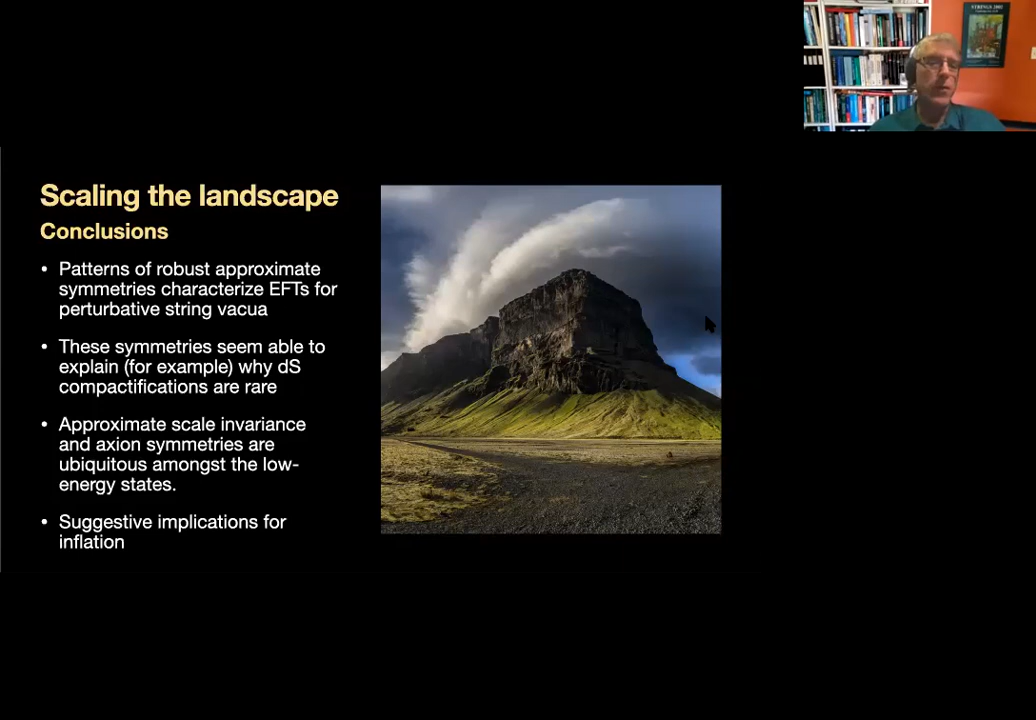 STRINGS 2002
Scaling the landscape
Conclusions
• Patterns of robust approximate
symmetries characterize EFTs for
perturbative string vacua
• These symmetries seem able to
explain (for example) why dS
compactifications are rare
• Approximate scale invariance
and axion symmetries are
ubiquitous amongst the low-
energy states.
• Suggestive implications for
inflation